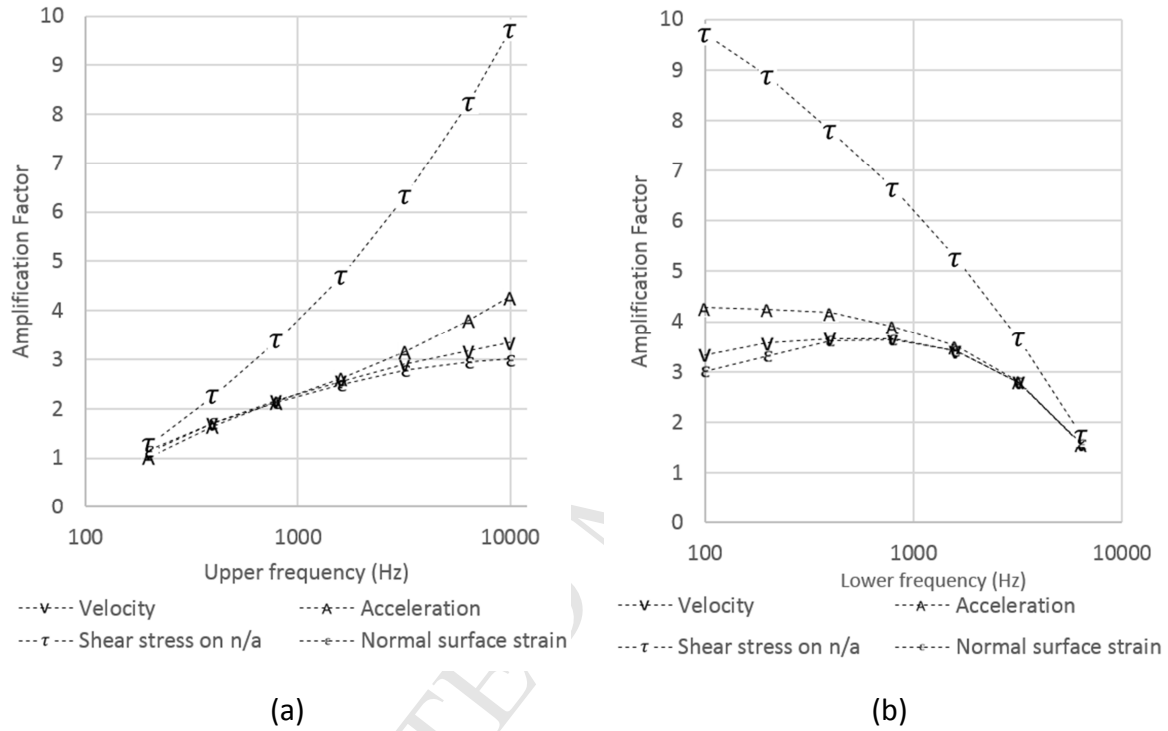 10
9
8
7
6
5
4
3
2
1
0
Amplification Factor
100 1000 10000
Upper frequency (Hz)
--v-- Velocity --A-- Acceleration
--τ-- Shear stress on n/a --ε-- Normal surface strain
(a)
10
9
8
7
6
5
4
3
2
1
0
Amplification Factor
100 1000 10000
Lower frequency (Hz)
--v-- Velocity --A-- Acceleration
--τ-- Shear stress on n/a --ε-- Normal surface strain
(b)